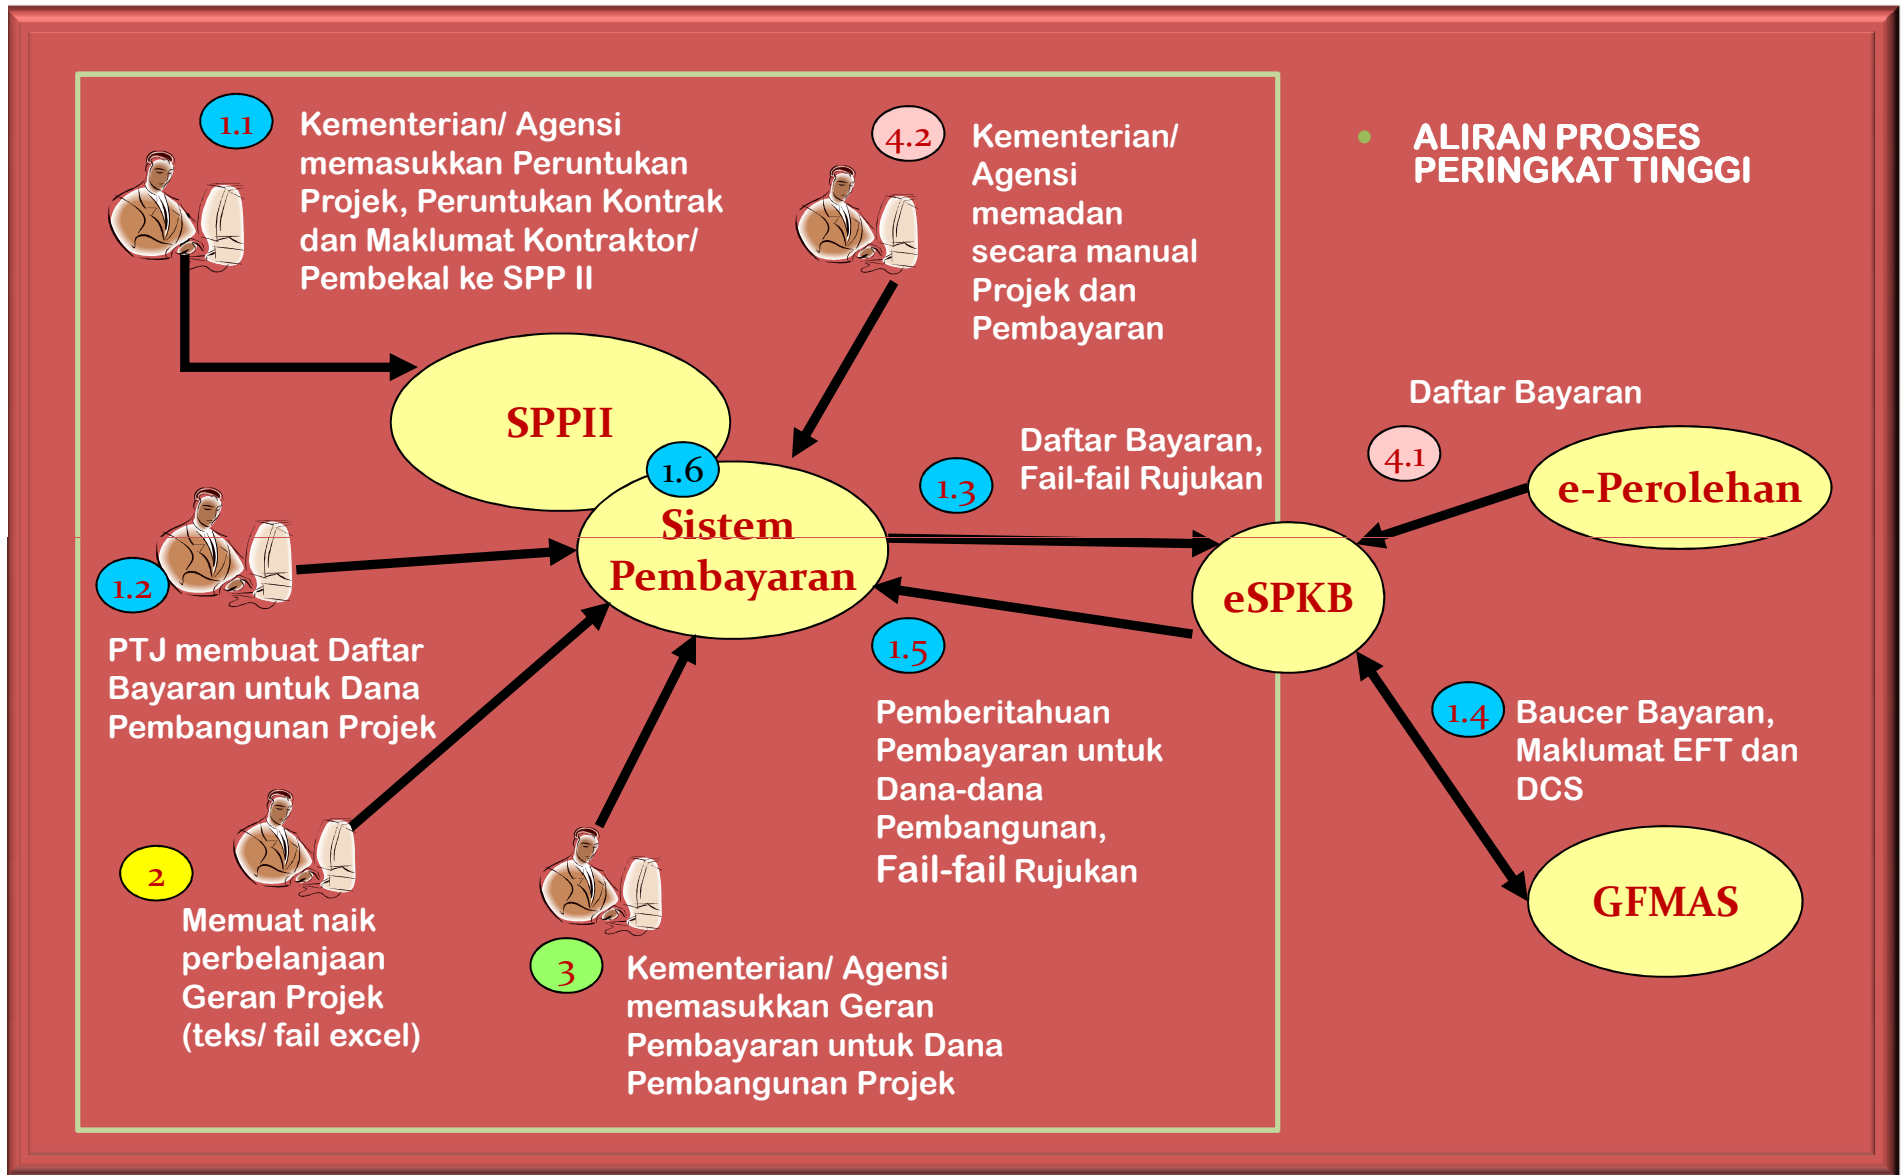 1.1
Kementerian/ Agensi
memasukkan Peruntukan
Projek, Peruntukan Kontrak
dan Maklumat Kontraktor/
Pembekal ke SPP II
4.2
Kementerian/
Agensi
memadan
secara manual
Projek dan
Pembayaran
• ALIRAN PROSES
PERINGKAT TINGGI
SPPII
1.6
Sistem
Pembayaran
1.3
Daftar Bayaran,
Fail-fail Rujukan
Daftar Bayaran
4.1
e-Perolehan
eSPKB
1.2
PTJ membuat Daftar
Bayaran untuk Dana
Pembangunan Projek
1.5
Pemberitahuan
Pembayaran untuk
Dana-dana
Pembangunan,
Fail-fail Rujukan
1.4
Baucer Bayaran,
Maklumat EFT dan
DCS
GFMAS
2
Memuat naik
perbelanjaan
Geran Projek
(teks/ fail excel)
3
Kementerian/ Agensi
memasukkan Geran
Pembayaran untuk Dana
Pembangunan Projek